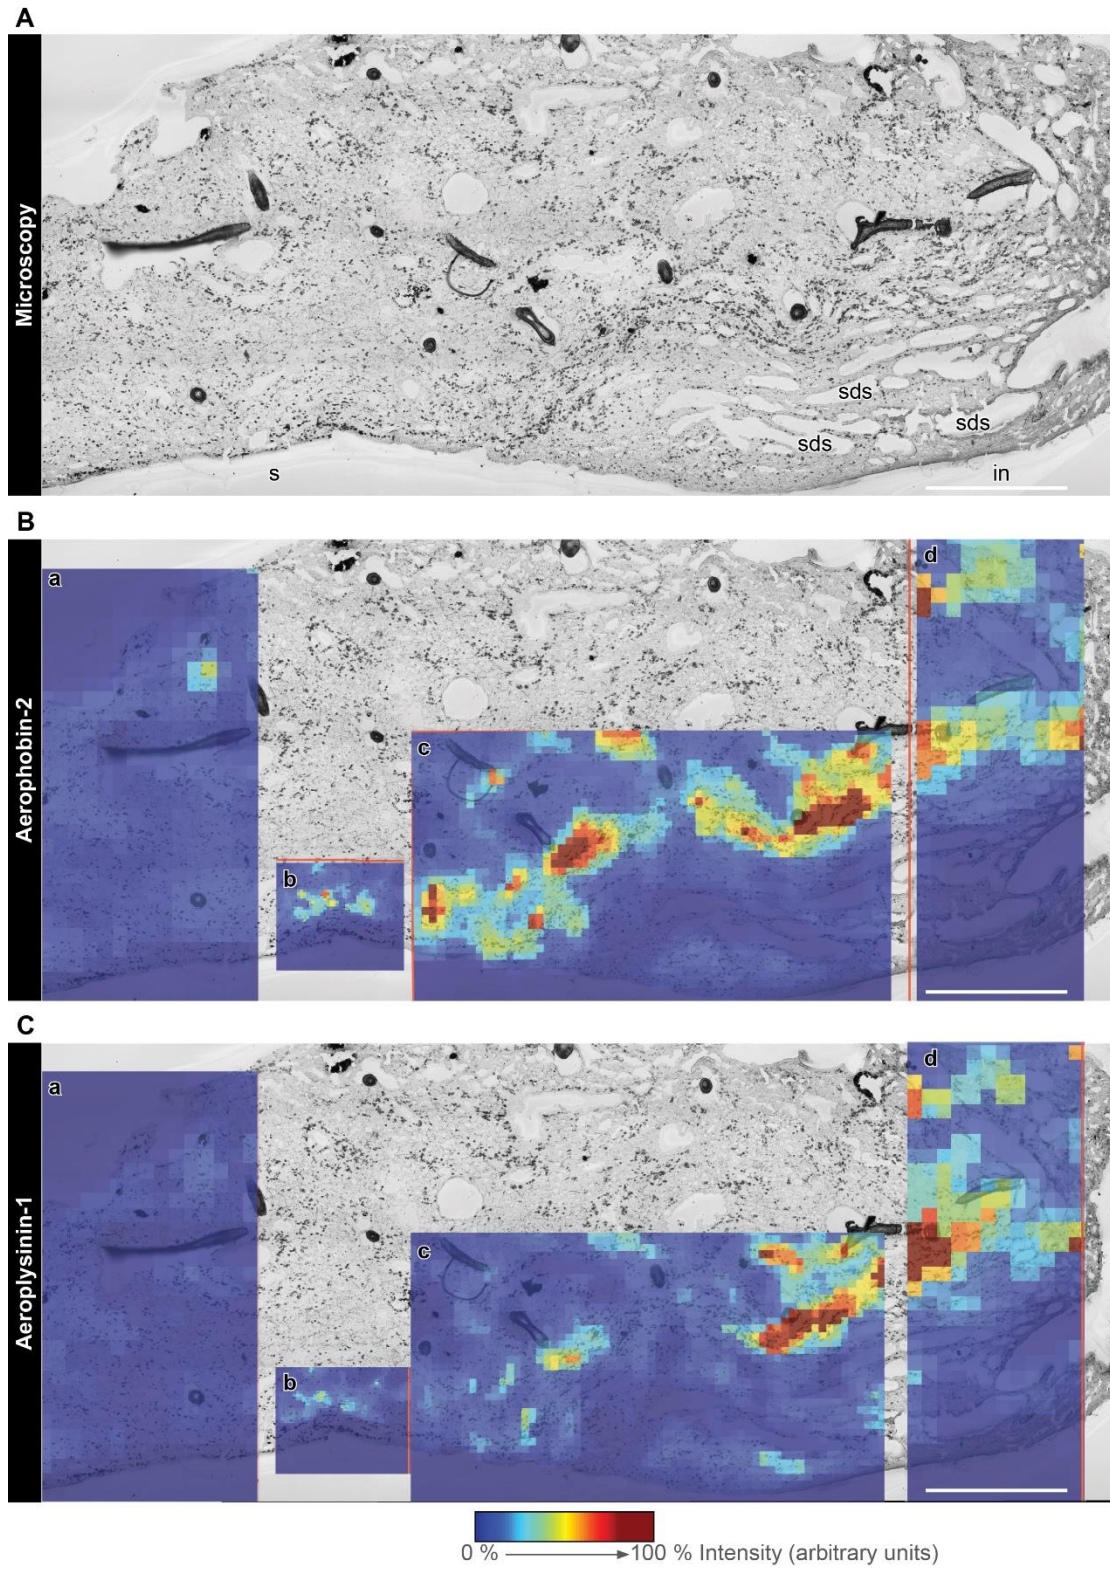 A
Microscopy
sds
sds
sds
s
in
B
Aerophobin-2
a
b
c
d
C
Aeroplysinin-1
a
b
c
d
0 % 100 % Intensity (arbitrary units)